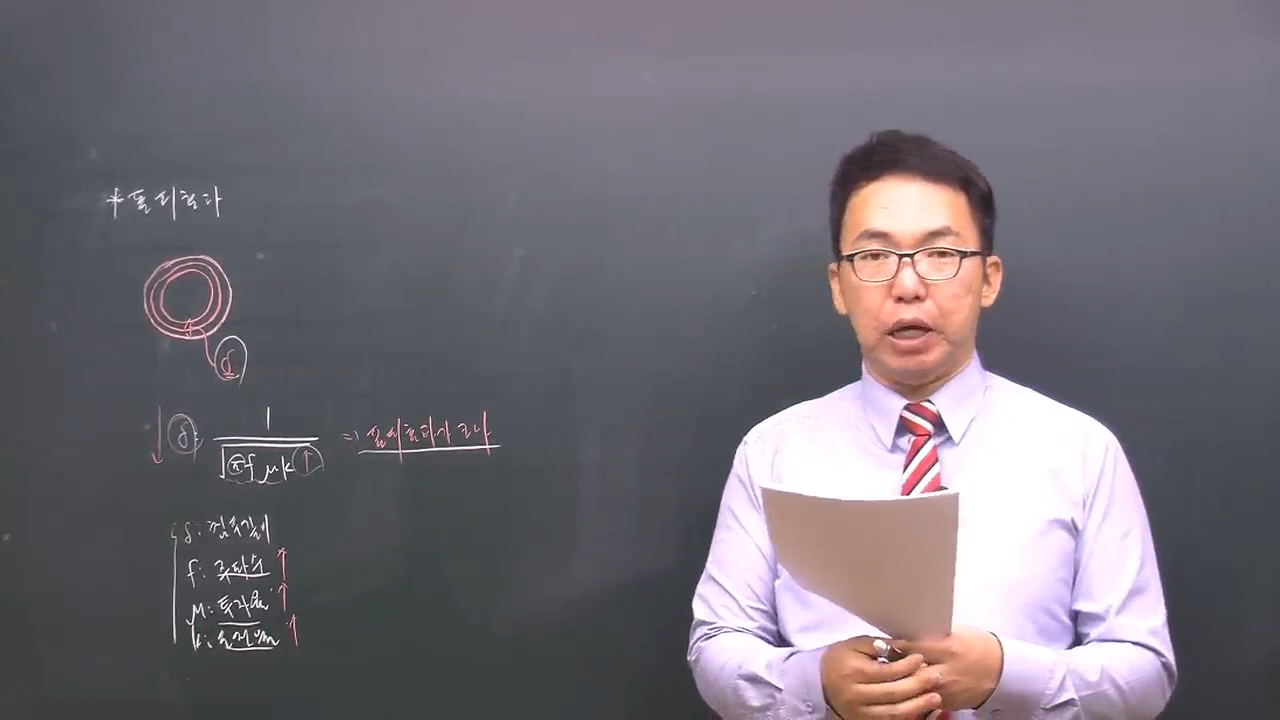 * 표피효과
δ
δ = 1 / √πfμk ↑ ⇒ 표피효과가 크다
δ: 침투깊이
f: 주파수 ↑
μ: 투자율 ↑
k: 도전율 ↑